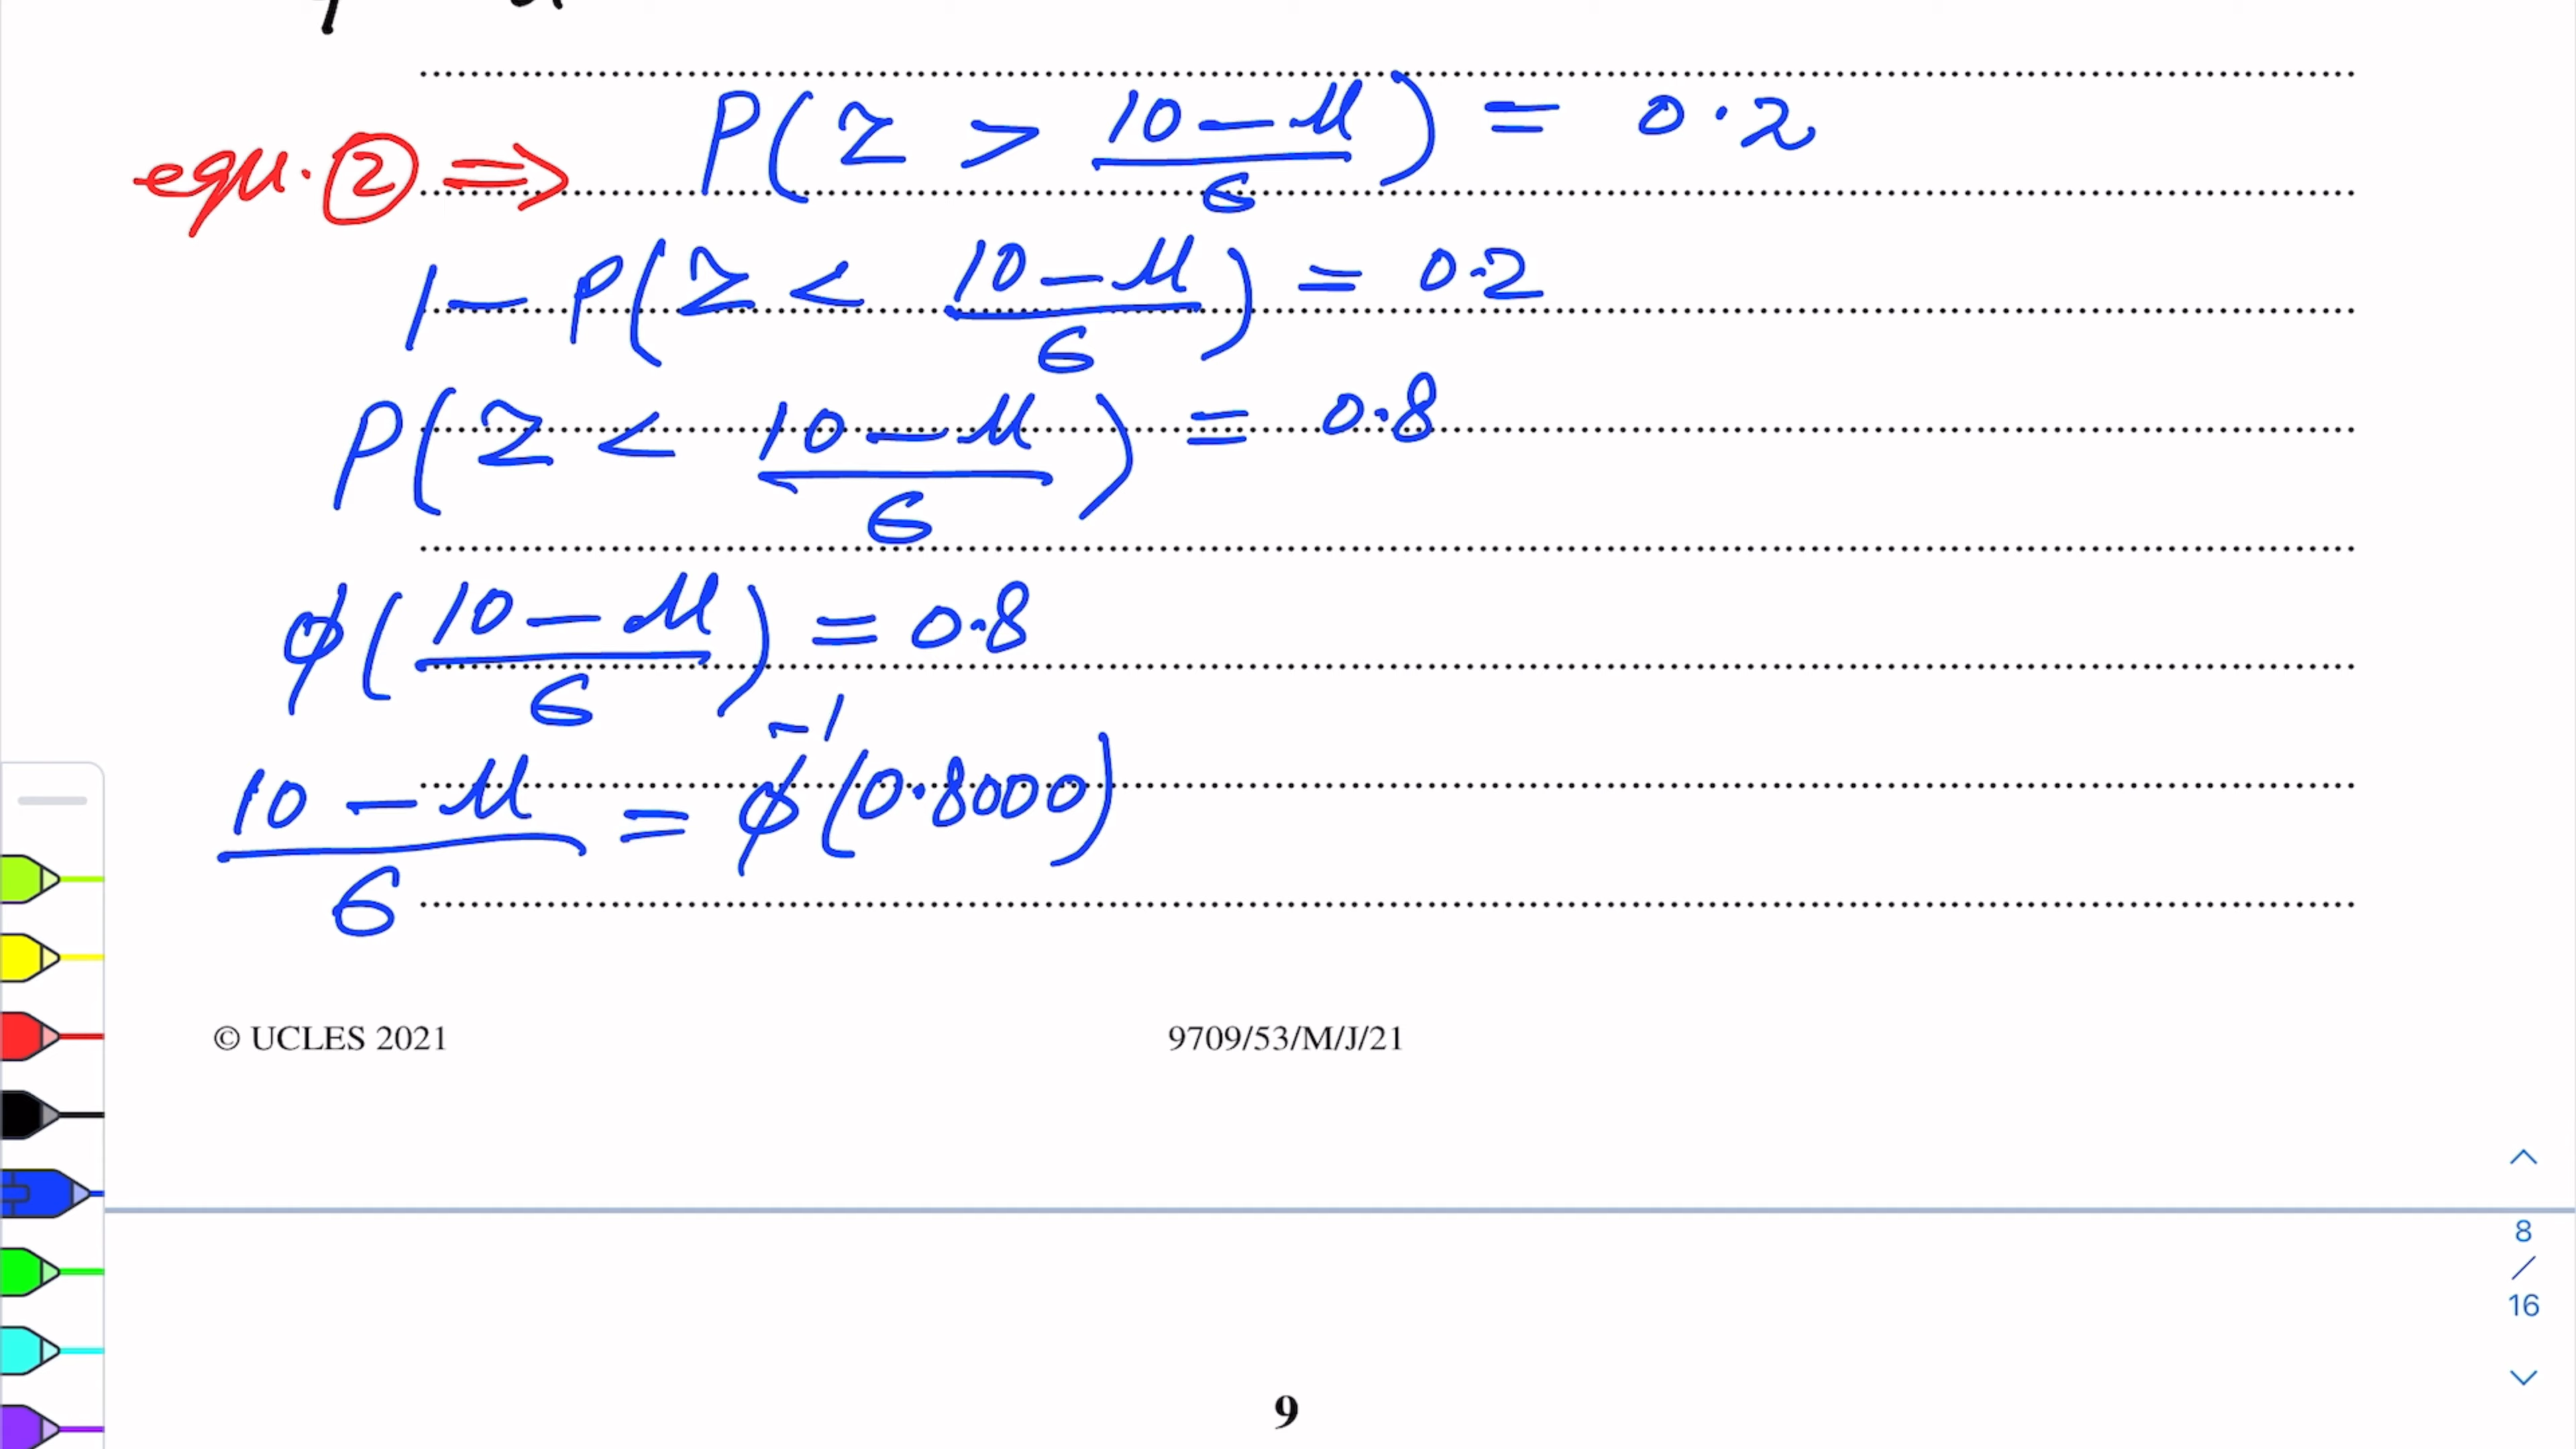 equ. ② ⇒ P(Z > (10 − μ)/σ) = 0.2
1 − P(Z < (10 − μ)/σ) = 0.2
P(Z < (10 − μ)/σ) = 0.8
ϕ((10 − μ)/σ) = 0.8
(10 − μ)/σ = ϕ⁻¹(0.8000)
© UCLES 2021 9709/53/M/J/21
8
/
16
9